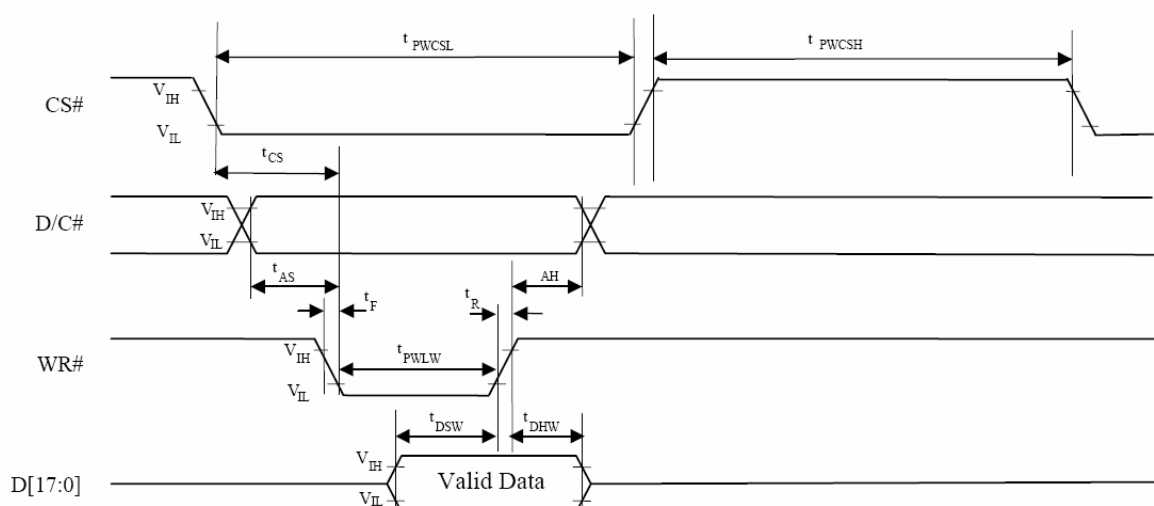 t PWCSL
t PWCSH
CS#
V IH
V IL
t CS
D/C#
V IH
V IL
t AS
AH
t F
t R
WR#
V IH
V IL
t PWLW
t DSW
t DHW
D[17:0]
V IH
V IL
Valid Data